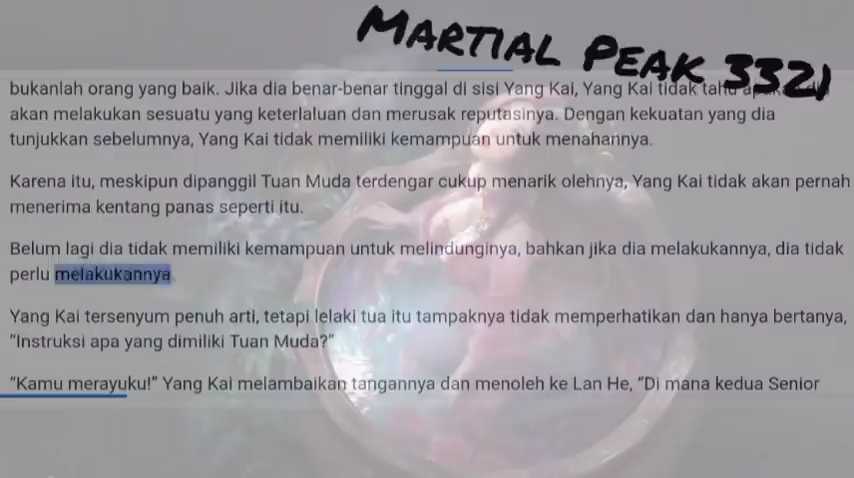 MARTIAL PEAK 3321
bukanlah orang yang baik. Jika dia benar-benar tinggal di sisi Yang Kai, Yang Kai tidak tahu
akan melakukan sesuatu yang keterlaluan dan merusak reputasinya. Dengan kekuatan yang dia
tunjukkan sebelumnya, Yang Kai tidak memiliki kemampuan untuk menahannya.
Karena itu, meskipun dipanggil Tuan Muda terdengar cukup menarik olehnya, Yang Kai tidak akan pernah
menerima kentang panas seperti itu.
Belum lagi dia tidak memiliki kemampuan untuk melindunginya, bahkan jika dia melakukannya, dia tidak
perlu melakukannya.
Yang Kai tersenyum penuh arti, tetapi lelaki tua itu tampaknya tidak memperhatikan dan hanya bertanya,
"Instruksi apa yang dimiliki Tuan Muda?"
"Kamu merayuku!" Yang Kai melambaikan tangannya dan menoleh ke Lan He, "Di mana kedua Senior